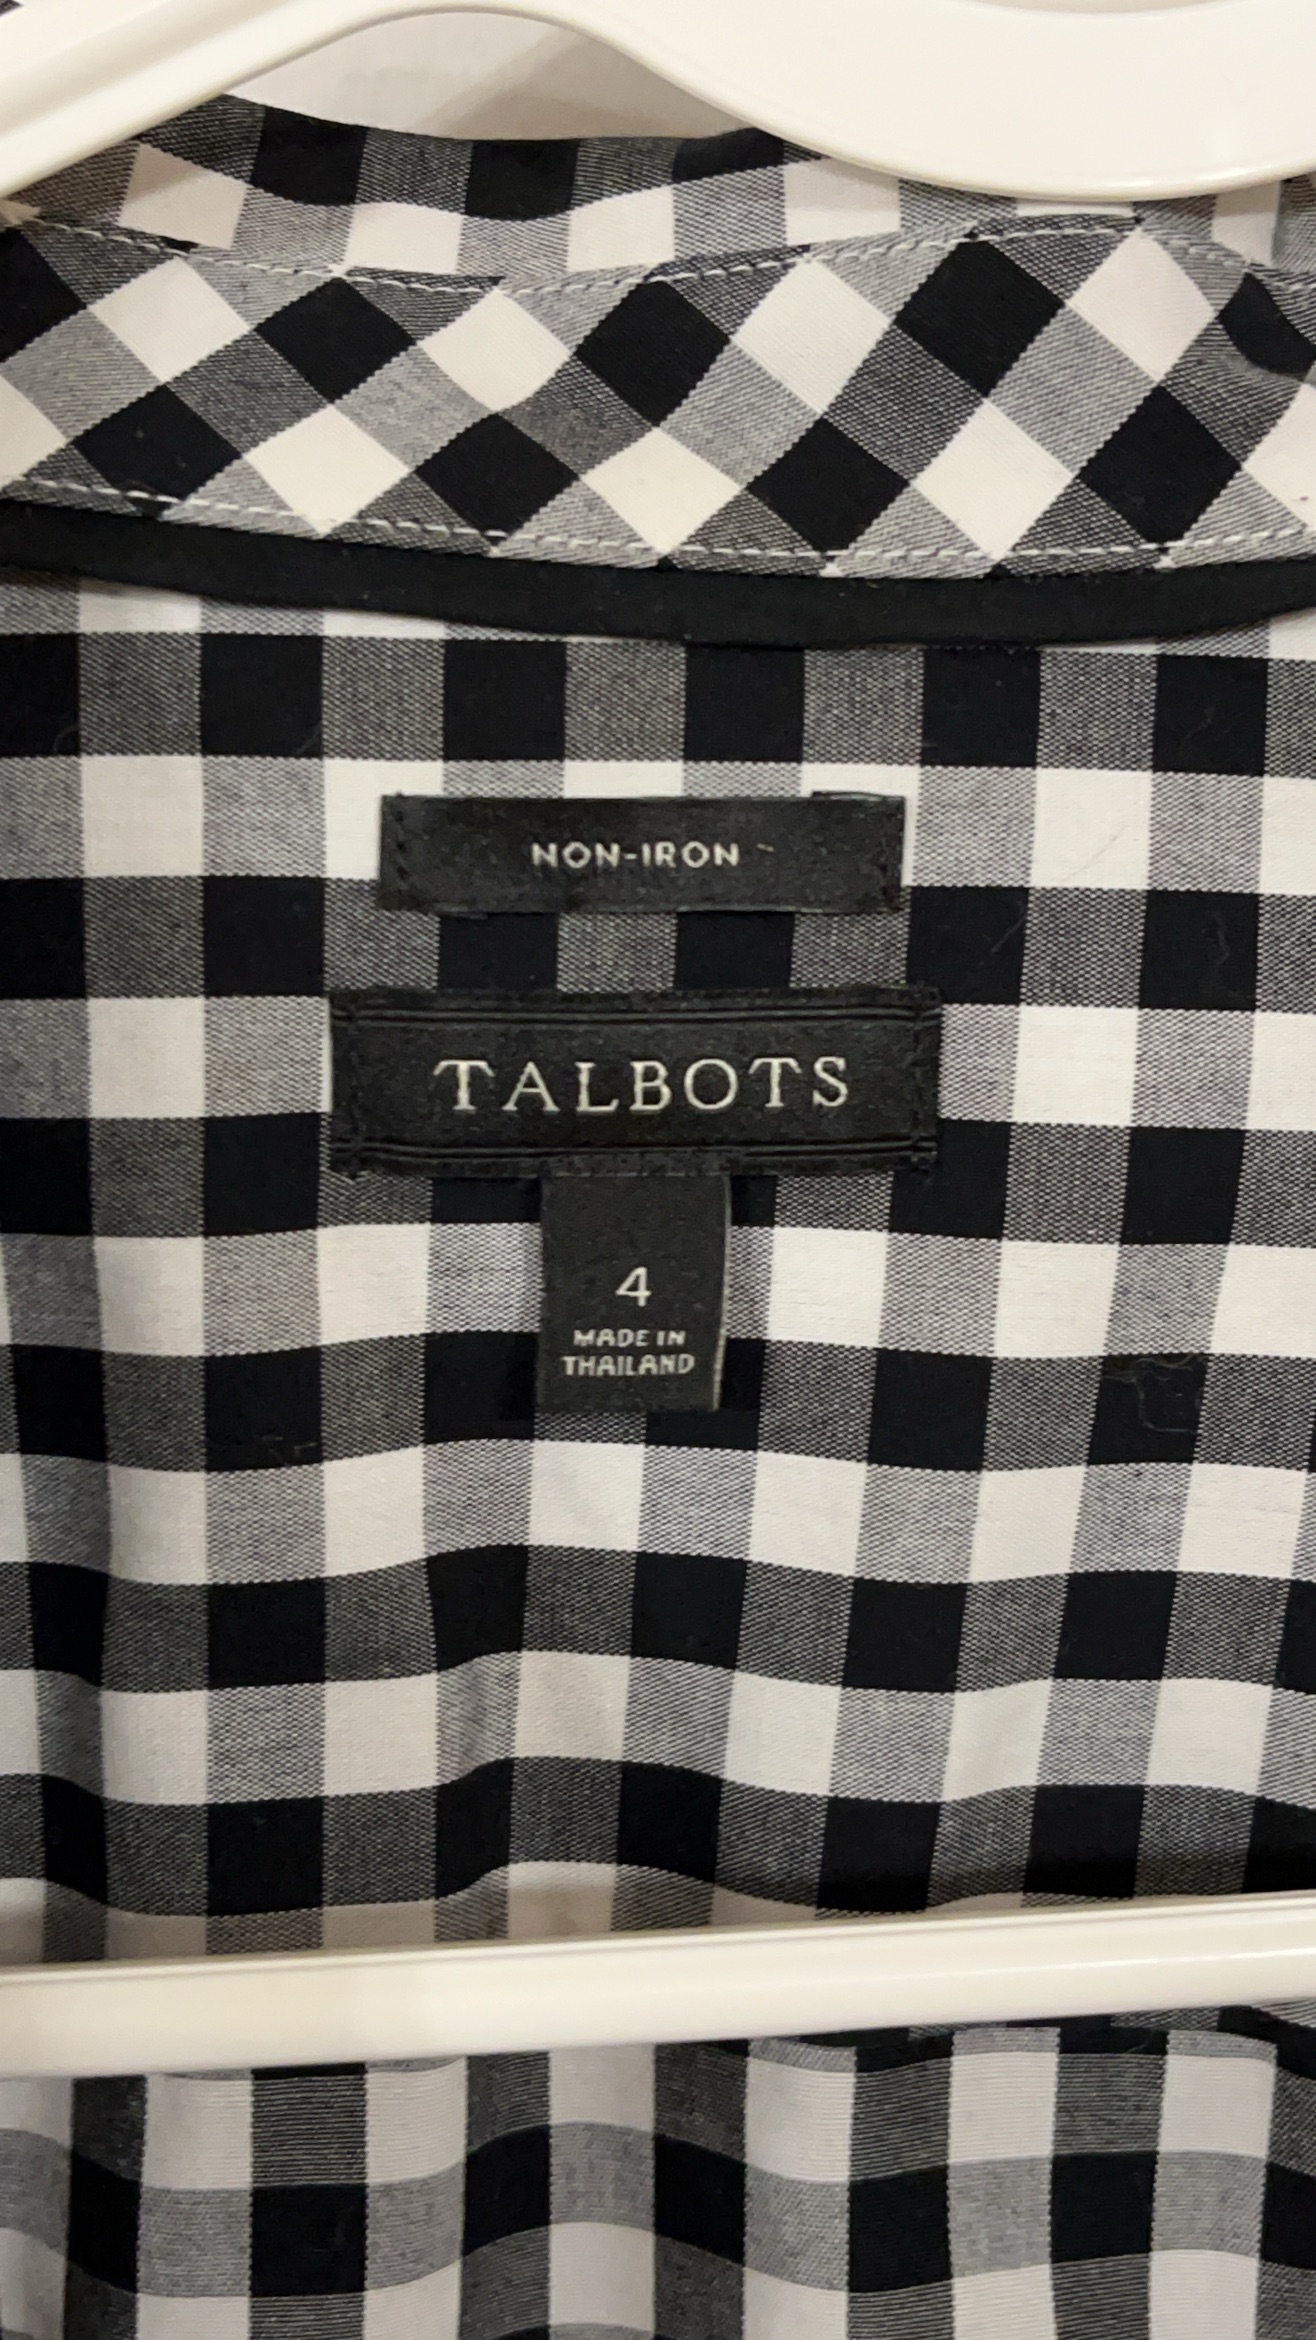 NON-IRON
TALBOTS
4
MADE IN
THAILAND